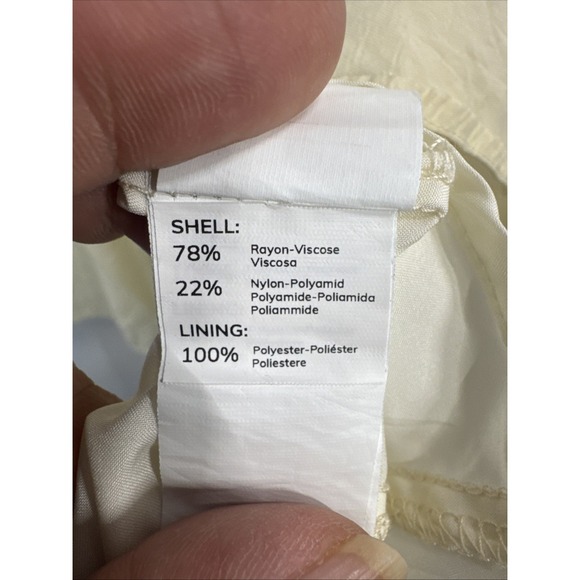 SHELL:
78% Rayon-Viscose
Viscosa
22% Nylon-Polyamid
Polyamide-Poliamida
Poliammide
LINING:
100% Polyester-Poliéster
Poliestere